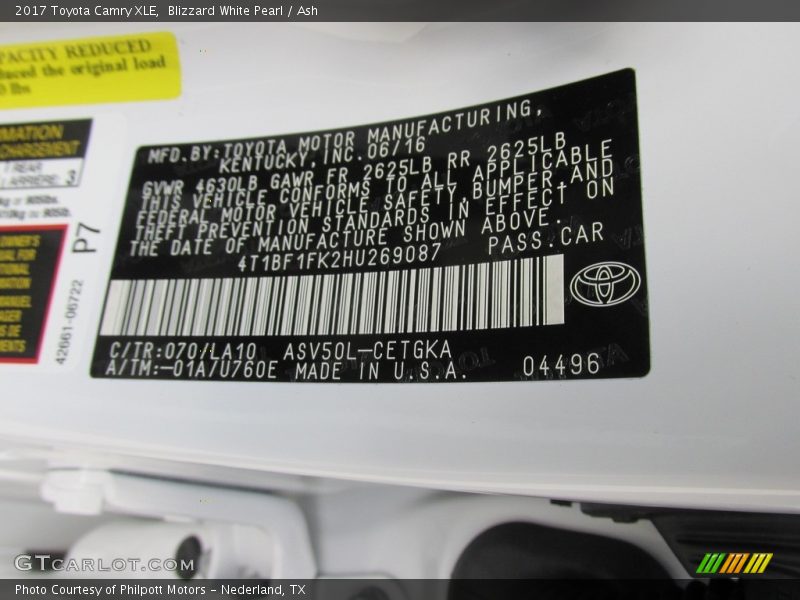 2017 Toyota Camry XLE,  Blizzard White Pearl / Ash
PACITY REDUCED
the original load
lbs
MFD.BY:TOYOTA MOTOR MANUFACTURING,
KENTUCKY,INC.06/16
GVWR 4630LB GAWR FR 2625LB RR 2625LB
THIS VEHICLE CONFORMS TO ALL APPLICABLE
FEDERAL MOTOR VEHICLE SAFETY,BUMPER,AND
THEFT PREVENTION STANDARDS IN EFFECT ON
THE DATE OF MANUFACTURE SHOWN ABOVE.
4T1BF1FK2HU269087 PASS.CAR
C/TR:070/LA10 ASV50L-CETGKA
A/TM:-01A/U760E MADE IN U.S.A. 04496
REAR
3
P7
42661-06722
GTCARLOT.COM
Photo Courtesy of Philpott Motors - Nederland, TX